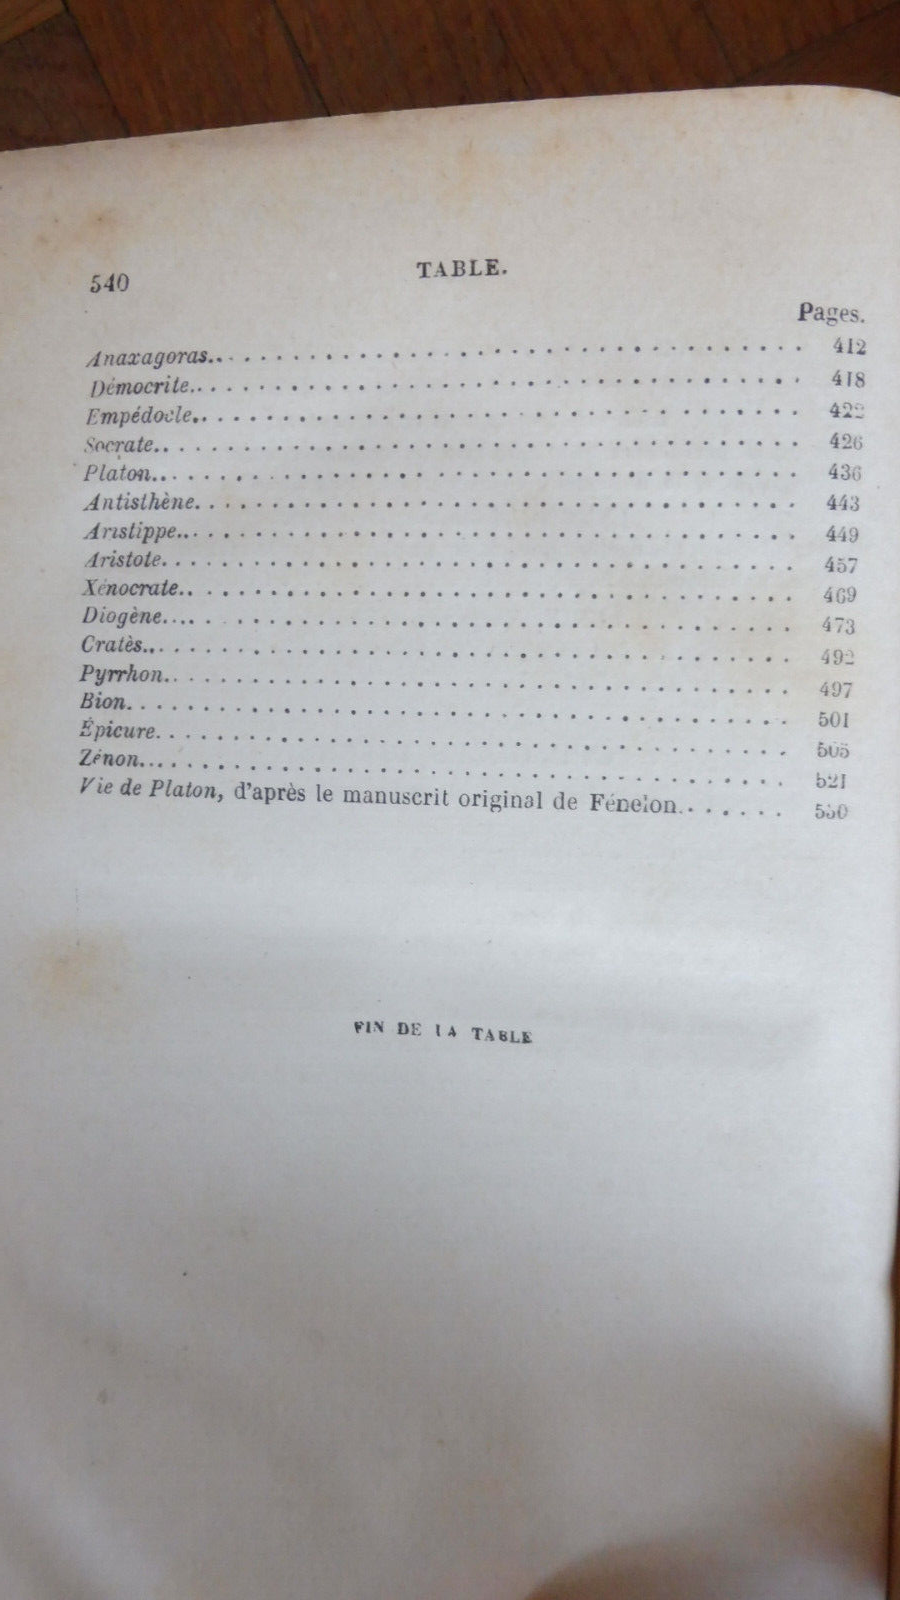 540
TABLE.
Pages.
Anaxagoras. . . . . . . . . . . . . . . . . . . . . . . . . . . . . 412
Démocrite. . . . . . . . . . . . . . . . . . . . . . . . . . . . . 418
Empédocle. . . . . . . . . . . . . . . . . . . . . . . . . . . . . 422
Socrate. . . . . . . . . . . . . . . . . . . . . . . . . . . . . 426
Platon. . . . . . . . . . . . . . . . . . . . . . . . . . . . . 436
Antisthène. . . . . . . . . . . . . . . . . . . . . . . . . . . . . 443
Aristippe. . . . . . . . . . . . . . . . . . . . . . . . . . . . . 449
Aristote. . . . . . . . . . . . . . . . . . . . . . . . . . . . . 457
Xénocrate. . . . . . . . . . . . . . . . . . . . . . . . . . . . . 469
Diogène. . . . . . . . . . . . . . . . . . . . . . . . . . . . . 473
Cratès. . . . . . . . . . . . . . . . . . . . . . . . . . . . . 492
Pyrrhon. . . . . . . . . . . . . . . . . . . . . . . . . . . . . 497
Bion. . . . . . . . . . . . . . . . . . . . . . . . . . . . . 501
Épicure. . . . . . . . . . . . . . . . . . . . . . . . . . . . . 505
Zénon. . . . . . . . . . . . . . . . . . . . . . . . . . . . . 521
Vie de Platon, d'après le manuscrit original de Fénelon. . . . . . .
FIN DE LA TABLE